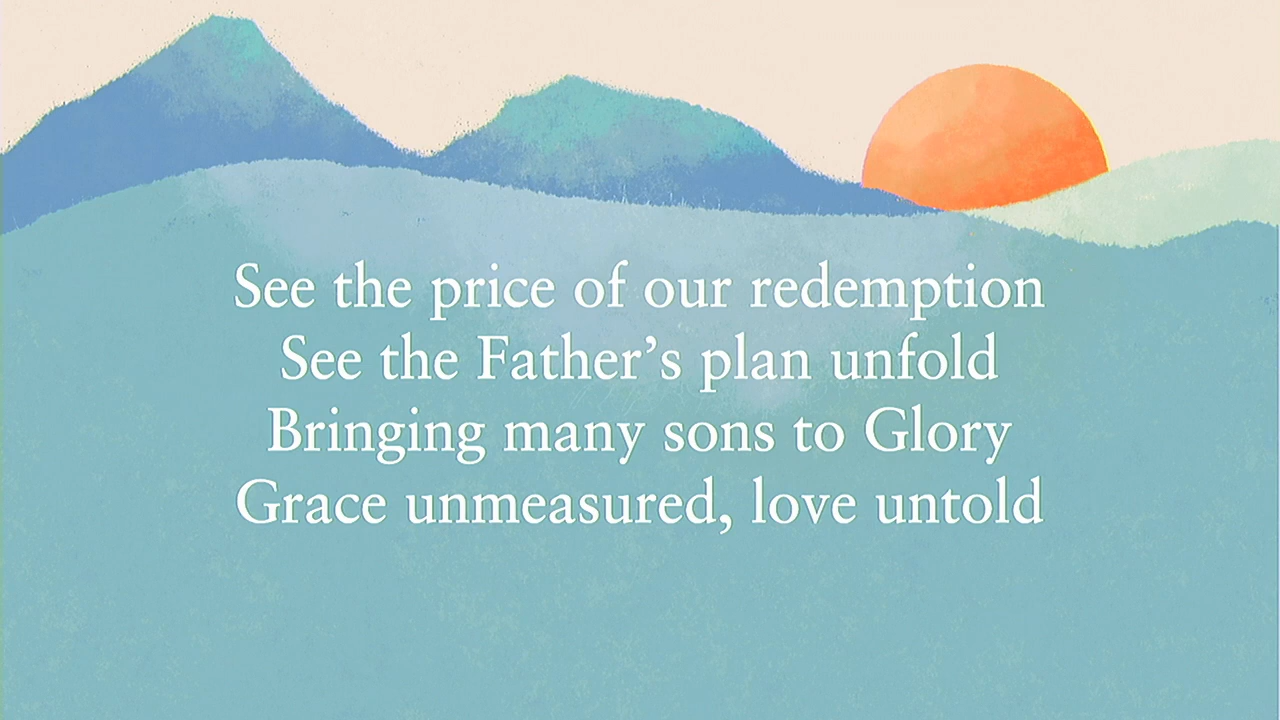 See the price of our redemption
See the Father’s plan unfold
Bringing many sons to Glory
Grace unmeasured, love untold